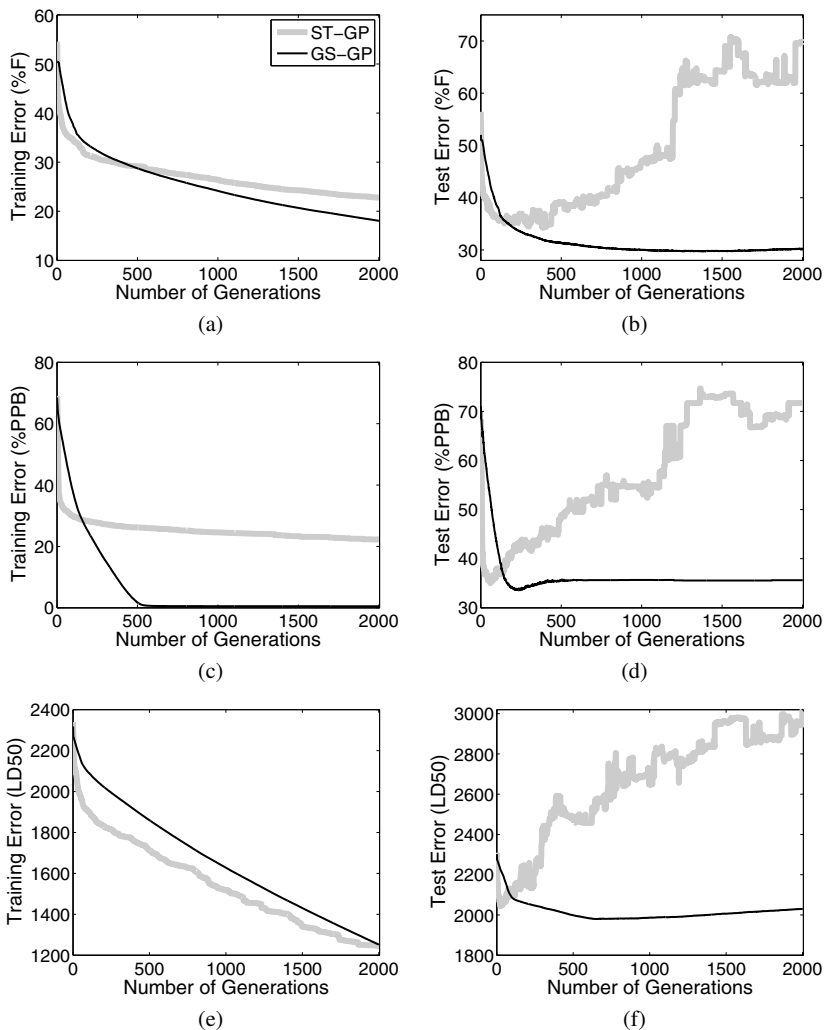 ST-GP
GS-GP
Training Error (%F)
60
50
40
30
20
10
0 500 1000 1500 2000
Number of Generations
(a)
Test Error (%F)
70
60
50
40
30
0 500 1000 1500 2000
Number of Generations
(b)
Training Error (%PPB)
80
60
40
20
0
0 500 1000 1500 2000
Number of Generations
(c)
Test Error (%PPB)
80
70
60
50
40
30
0 500 1000 1500 2000
Number of Generations
(d)
Training Error (LD50)
2400
2200
2000
1800
1600
1400
1200
0 500 1000 1500 2000
Number of Generations
(e)
Test Error (LD50)
3000
2800
2600
2400
2200
2000
1800
0 500 1000 1500 2000
Number of Generations
(f)